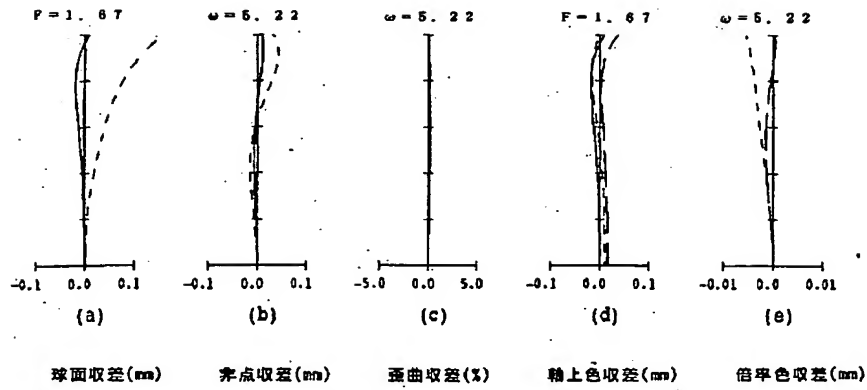 F=1. 67 ω=5. 22 ω=5. 22 F=1. 67 ω=5. 22
-0.1 0.0 0.1 -0.1 0.0 0.1 -5.0 0.0 5.0 -0.1 0.0 0.1 -0.01 0.0 0.01
(a) (b) (c) (d) (e)
球面収差(mm) 非点収差(mm) 歪曲収差(%) 軸上色収差(mm) 倍率色収差(mm)